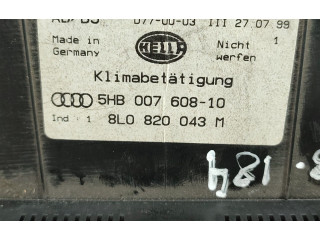 077-00-03 III 27.07.99
Made in Germany
HELLA
Nicht werfen
1
Klimabetätigung
5HB 007 608-10
Ind : 1 8L0 820 043 M